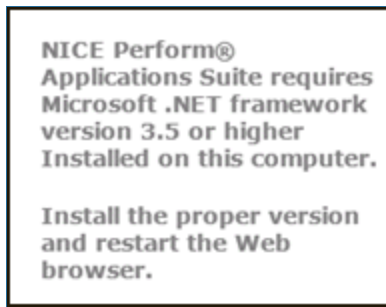 NICE Perform®
Applications Suite requires
Microsoft .NET framework
version 3.5 or higher
Installed on this computer.
Install the proper version
and restart the Web
browser.